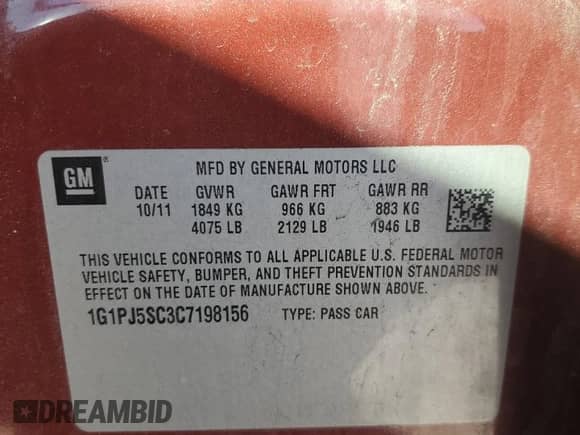 GM ® MFD BY GENERAL MOTORS LLC
DATE GVWR GAWR FRT GAWR RR
10/11 1849 KG 966 KG 883 KG
4075 LB 2129 LB 1946 LB
THIS VEHICLE CONFORMS TO ALL APPLICABLE U.S. FEDERAL MOTOR
VEHICLE SAFETY, BUMPER, AND THEFT PREVENTION STANDARDS IN
EFFECT ON THE DATE OF MANUFACTURE SHOWN ABOVE.
1G1PJ5SC3C7198156 TYPE: PASS CAR
DREAMBID